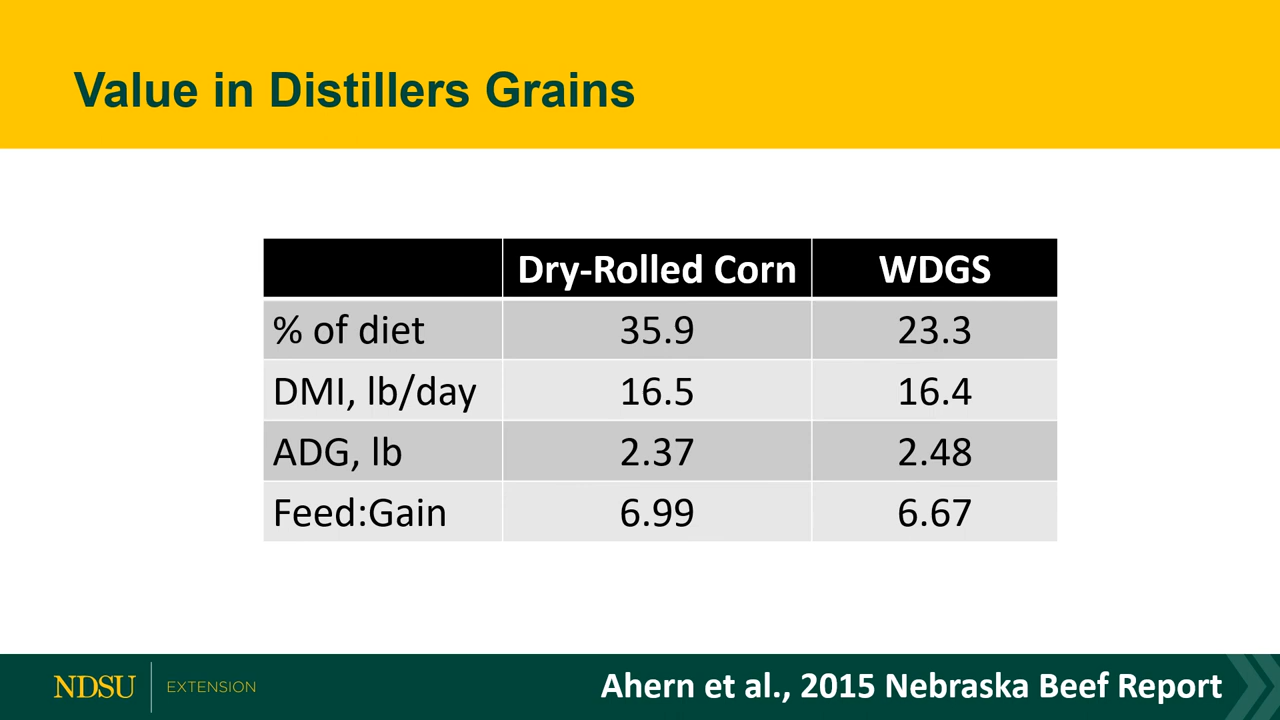 Value in Distillers Grains
Dry-Rolled Corn WDGS
% of diet 35.9 23.3
DMI, lb/day 16.5 16.4
ADG, lb 2.37 2.48
Feed:Gain 6.99 6.67
NDSU EXTENSION Ahern et al., 2015 Nebraska Beef Report